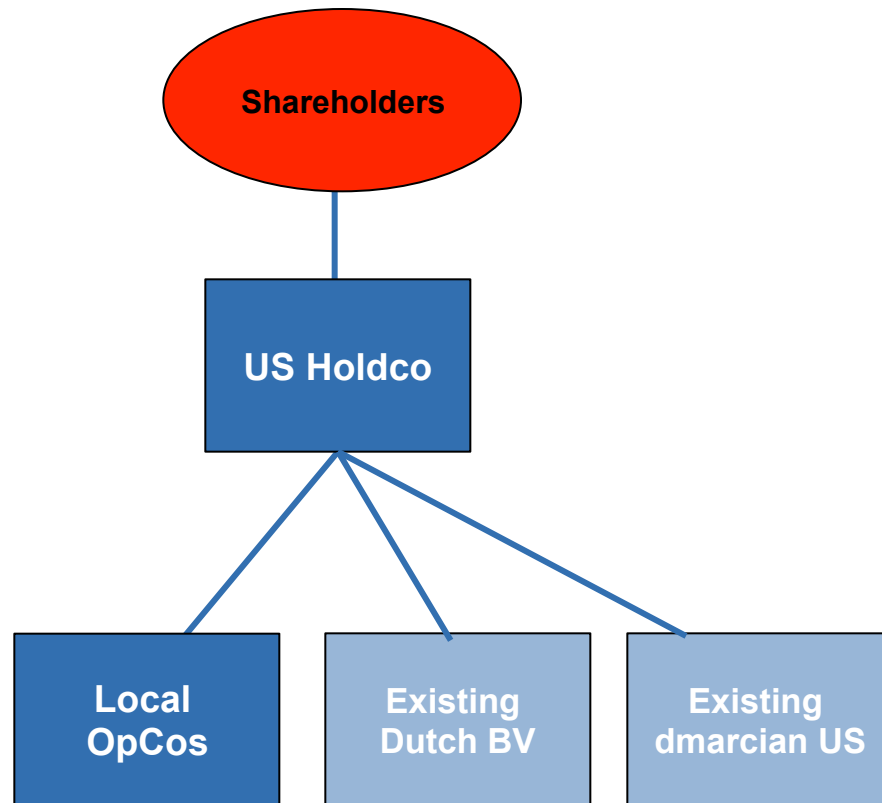 Shareholders
US Holdco
Local
OpCos
Existing
Dutch BV
Existing
dmarcian US